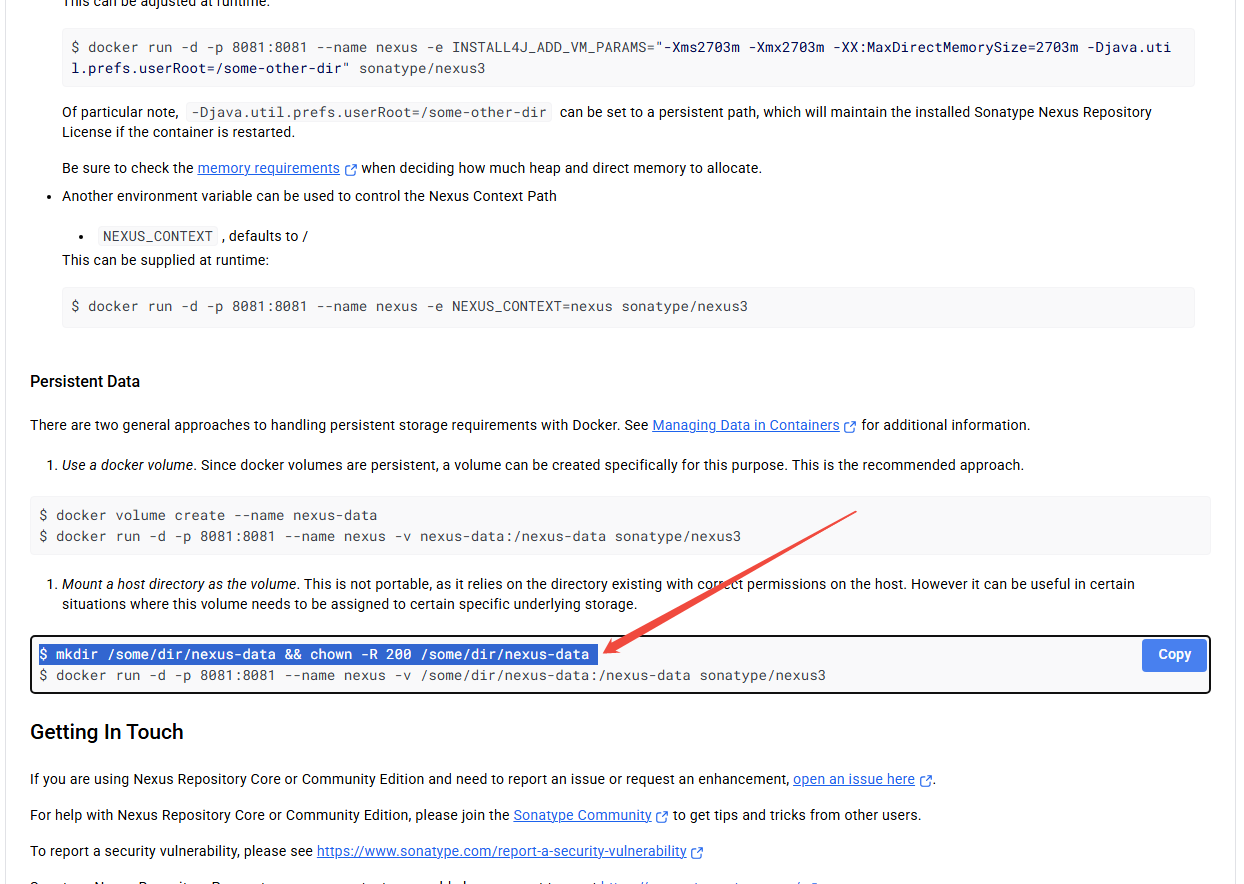 This can be adjusted at runtime:
$ docker run -d -p 8081:8081 --name nexus -e INSTALL4J_ADD_VM_PARAMS="-Xms2703m -Xmx2703m -XX:MaxDirectMemorySize=2703m -Djava.uti
l.prefs.userRoot=/some-other-dir" sonatype/nexus3
Of particular note, -Djava.util.prefs.userRoot=/some-other-dir can be set to a persistent path, which will maintain the installed Sonatype Nexus Repository
License if the container is restarted.
Be sure to check the memory requirements when deciding how much heap and direct memory to allocate.
• Another environment variable can be used to control the Nexus Context Path
• NEXUS_CONTEXT , defaults to /
This can be supplied at runtime:
$ docker run -d -p 8081:8081 --name nexus -e NEXUS_CONTEXT=nexus sonatype/nexus3
Persistent Data
There are two general approaches to handling persistent storage requirements with Docker. See Managing Data in Containers for additional information.
1. Use a docker volume. Since docker volumes are persistent, a volume can be created specifically for this purpose. This is the recommended approach.
$ docker volume create --name nexus-data
$ docker run -d -p 8081:8081 --name nexus -v nexus-data:/nexus-data sonatype/nexus3
1. Mount a host directory as the volume. This is not portable, as it relies on the directory existing with correct permissions on the host. However it can be useful in certain
situations where this volume needs to be assigned to certain specific underlying storage.
$ mkdir /some/dir/nexus-data && chown -R 200 /some/dir/nexus-data
Copy
$ docker run -d -p 8081:8081 --name nexus -v /some/dir/nexus-data:/nexus-data sonatype/nexus3
Getting In Touch
If you are using Nexus Repository Core or Community Edition and need to report an issue or request an enhancement, open an issue here.
For help with Nexus Repository Core or Community Edition, please join the Sonatype Community to get tips and tricks from other users.
To report a security vulnerability, please see https://www.sonatype.com/report-a-security-vulnerability